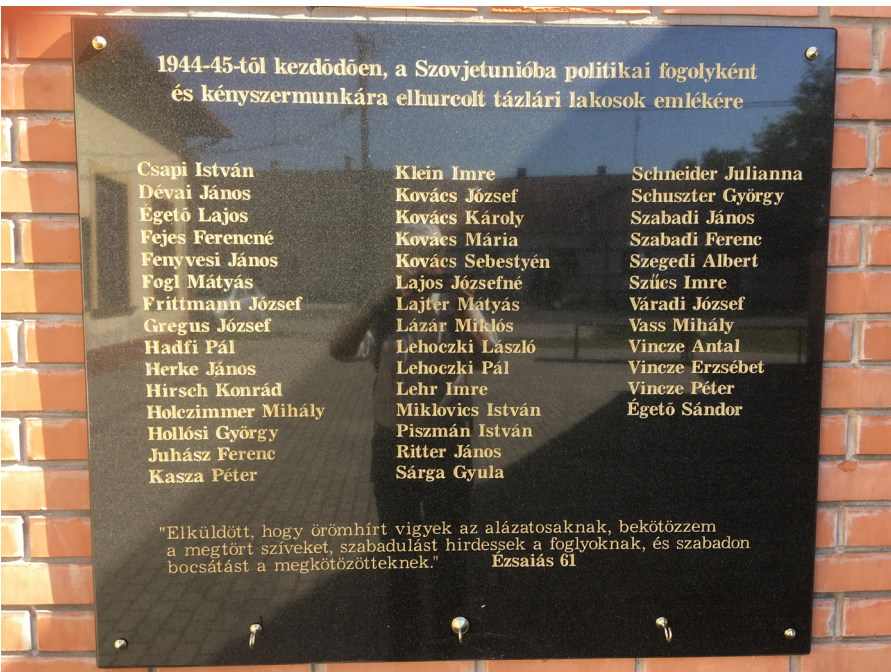 1944-45-tõl kezdõdõen, a Szovjetunióba politikai fogolyként
és kényszermunkára elhurcolt tázlári lakosok emlékére
Csapi István
Dévai János
Égető Lajos
Fejes Ferencné
Fenyvesi János
Fogl Mátyás
Frittmann József
Gregus József
Hadfi Pál
Herke János
Hirsch Konrád
Holczimmer Mihály
Hollósi György
Juhász Ferenc
Kasza Péter
Klein Imre
Kovács József
Kovács Károly
Kovács Mária
Kovács Sebestyén
Lajos Józsefné
Lajter Mátyás
Lázár Miklós
Lehoczki László
Lehoczki Pál
Lehr Imre
Miklovics István
Piszmán István
Ritter János
Sárga Gyula
Schneider Julianna
Schuszter György
Szabadi János
Szabadi Ferenc
Szegedi Albert
Szűcs Imre
Váradi József
Vass Mihály
Vincze Antal
Vincze Erzsébet
Vincze Péter
Égető Sándor
"Elküldött, hogy örömhírt vigyek az alázatosaknak, bekötözzem
a megtört szíveket, szabadulást hirdessek a foglyoknak, és szabadon
bocsátást a megkötözötteknek." Ézsaiás 61